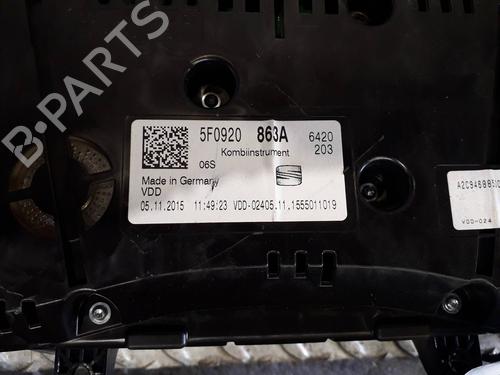 5F0920 863A 6420
Kombiinstrument 203
06S
Made in Germany
VDD
05.11.2015 11:49:23 VDD-02405.11.1555011019
VDD-024
B-PARTS